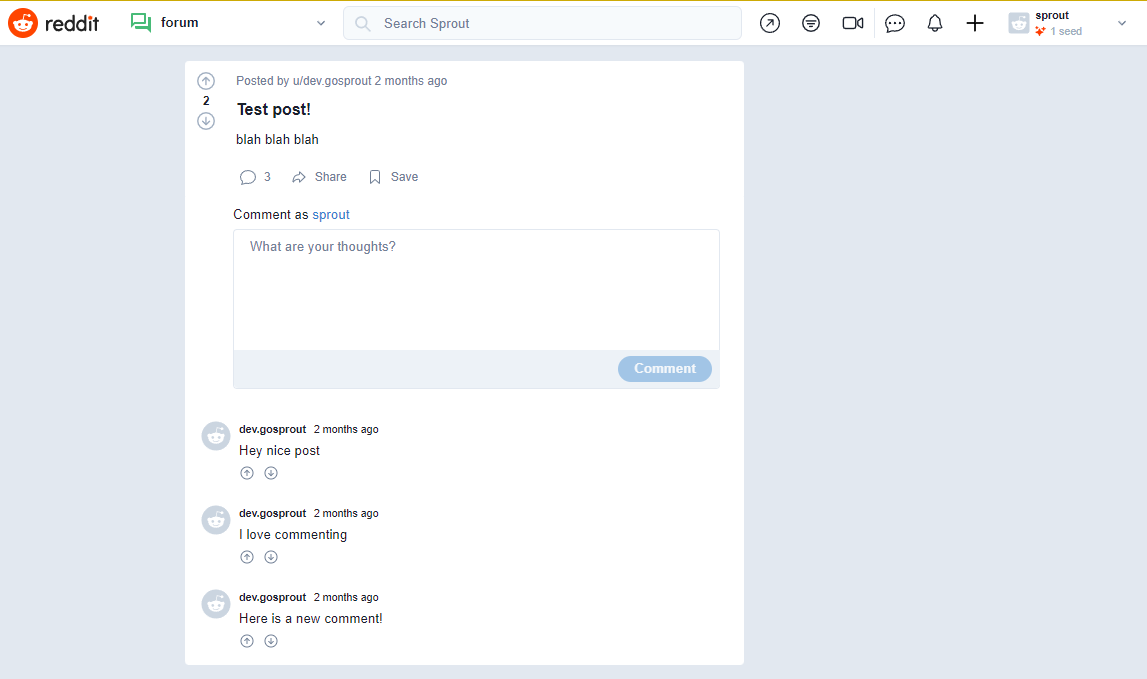 reddit
forum
Search Sprout
sprout
1 seed
Posted by u/dev.gosprout 2 months ago
2
Test post!
blah blah blah
3 Share Save
Comment as sprout
What are your thoughts?
Comment
dev.gosprout 2 months ago
Hey nice post
dev.gosprout 2 months ago
I love commenting
dev.gosprout 2 months ago
Here is a new comment!